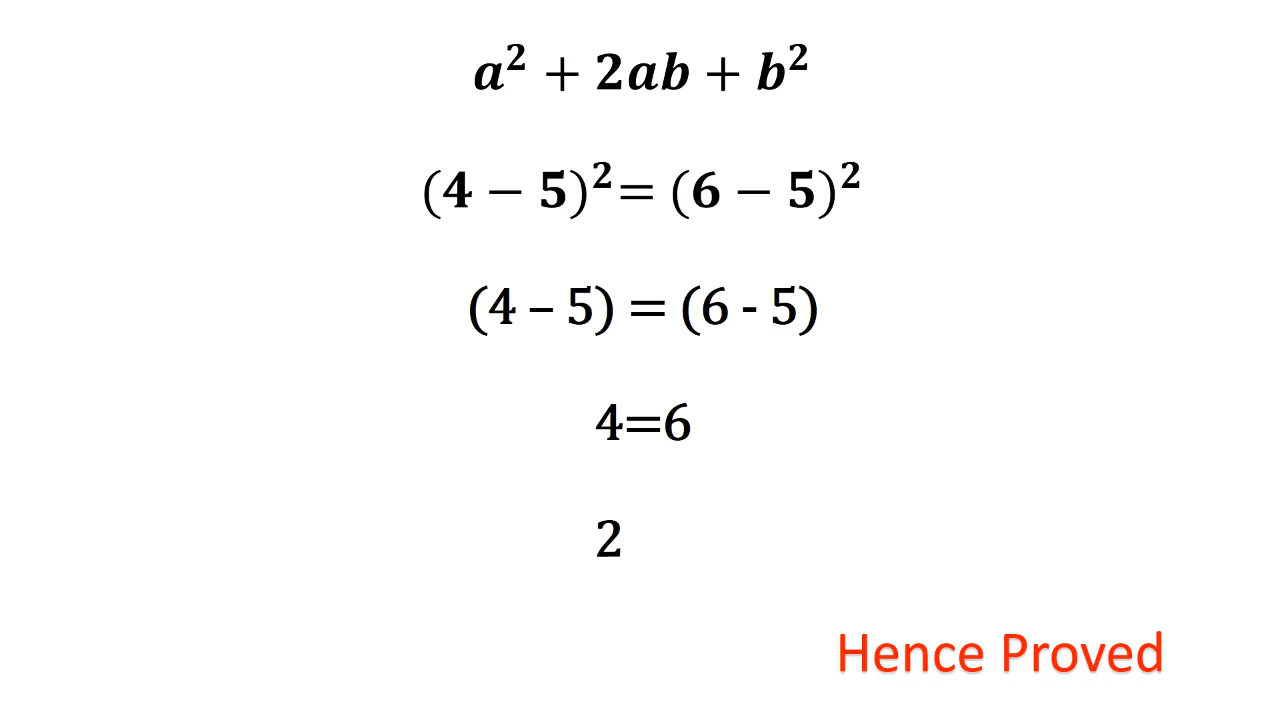 a² + 2ab + b²
(4 − 5)² = (6 − 5)²
(4 – 5) = (6 - 5)
4=6
2
Hence Proved